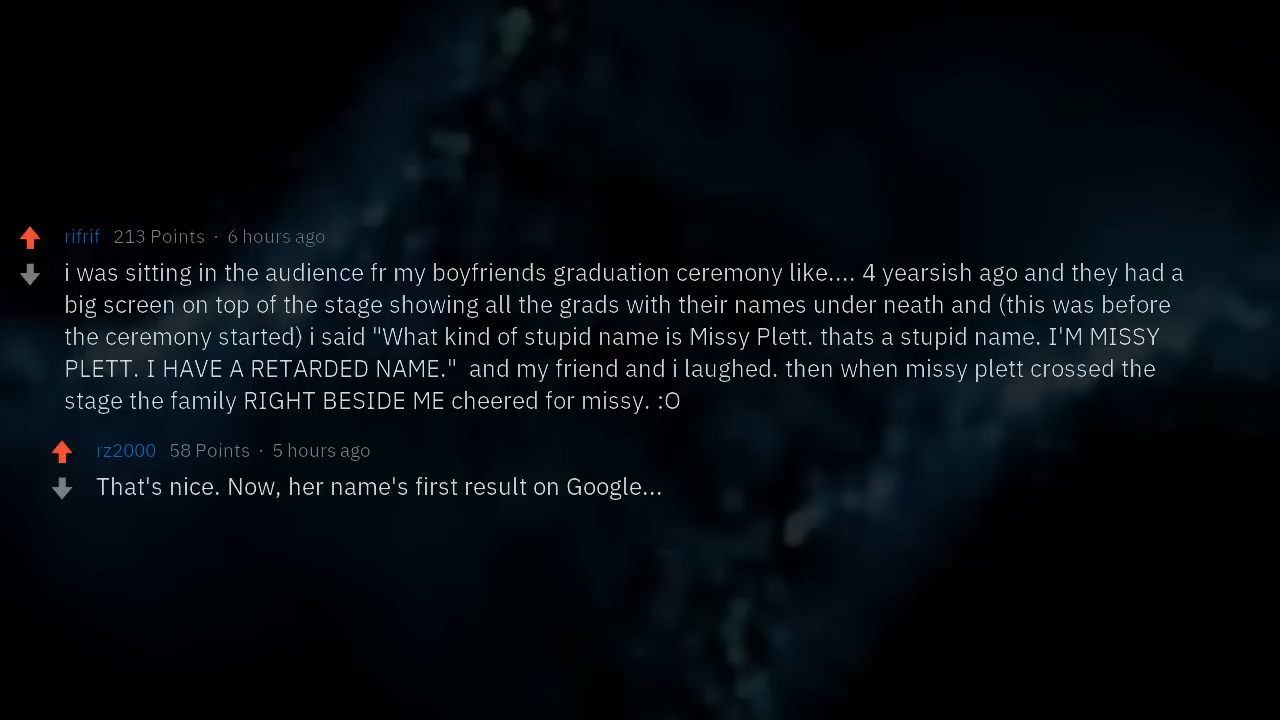 rifrif 213 Points · 6 hours ago
i was sitting in the audience fr my boyfriends graduation ceremony like.... 4 yearsish ago and they had a
big screen on top of the stage showing all the grads with their names under neath and (this was before
the ceremony started) i said "What kind of stupid name is Missy Plett. thats a stupid name. I'M MISSY
PLETT. I HAVE A RETARDED NAME."  and my friend and i laughed. then when missy plett crossed the
stage the family RIGHT BESIDE ME cheered for missy. :O
rz2000 58 Points · 5 hours ago
That's nice. Now, her name's first result on Google...